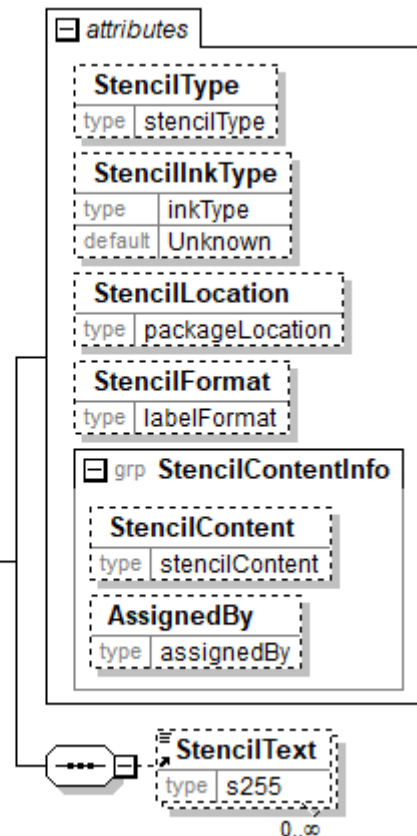 attributes
StencilType
type stencilType
StencilInkType
type inkType
default Unknown
StencilLocation
type packageLocation
StencilFormat
type labelFormat
grp StencilContentInfo
StencilContent
type stencilContent
AssignedBy
type assignedBy
StencilText
type s255
0..∞